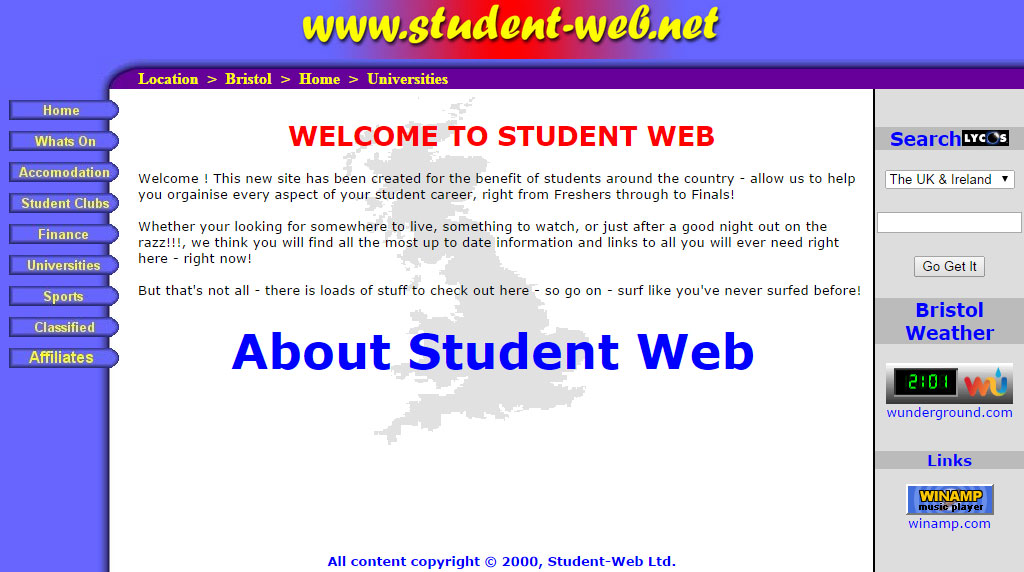 www.student-web.net
Location > Bristol > Home > Universities
Home
Whats On
Accomodation
Student Clubs
Finance
Universities
Sports
Classified
Affiliates
WELCOME TO STUDENT WEB
Welcome ! This new site has been created for the benefit of students around the country - allow us to help
you orgainise every aspect of your student career, right from Freshers through to Finals!
Whether your looking for somewhere to live, something to watch, or just after a good night out on the
razz!!!, we think you will find all the most up to date information and links to all you will ever need right
here - right now!
But that's not all - there is loads of stuff to check out here - so go on - surf like you've never surfed before!
About Student Web
All content copyright © 2000, Student-Web Ltd.
Search LYCOS
The UK & Ireland
Go Get It
Bristol
Weather
2:01 wu
wunderground.com
Links
WINAMP
music player
winamp.com